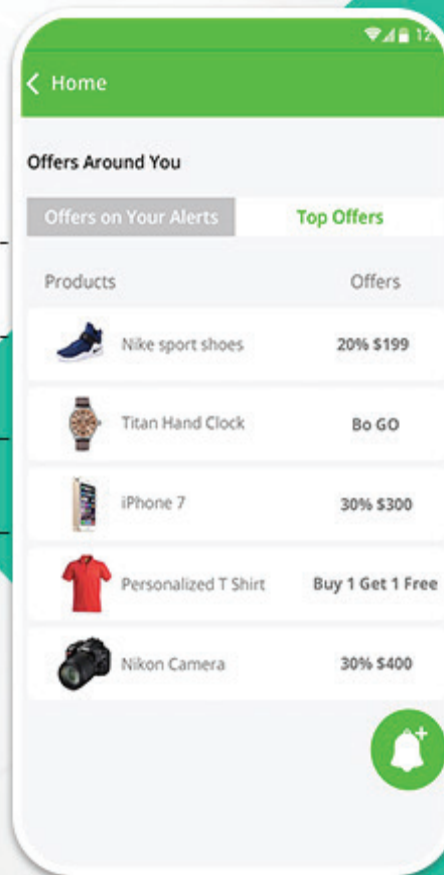 12
Home
Offers Around You
Offers on Your Alerts Top Offers
Products Offers
Nike sport shoes 20% $199
Titan Hand Clock Bo GO
iPhone 7 30% $300
Personalized T Shirt Buy 1 Get 1 Free
Nikon Camera 30% $400